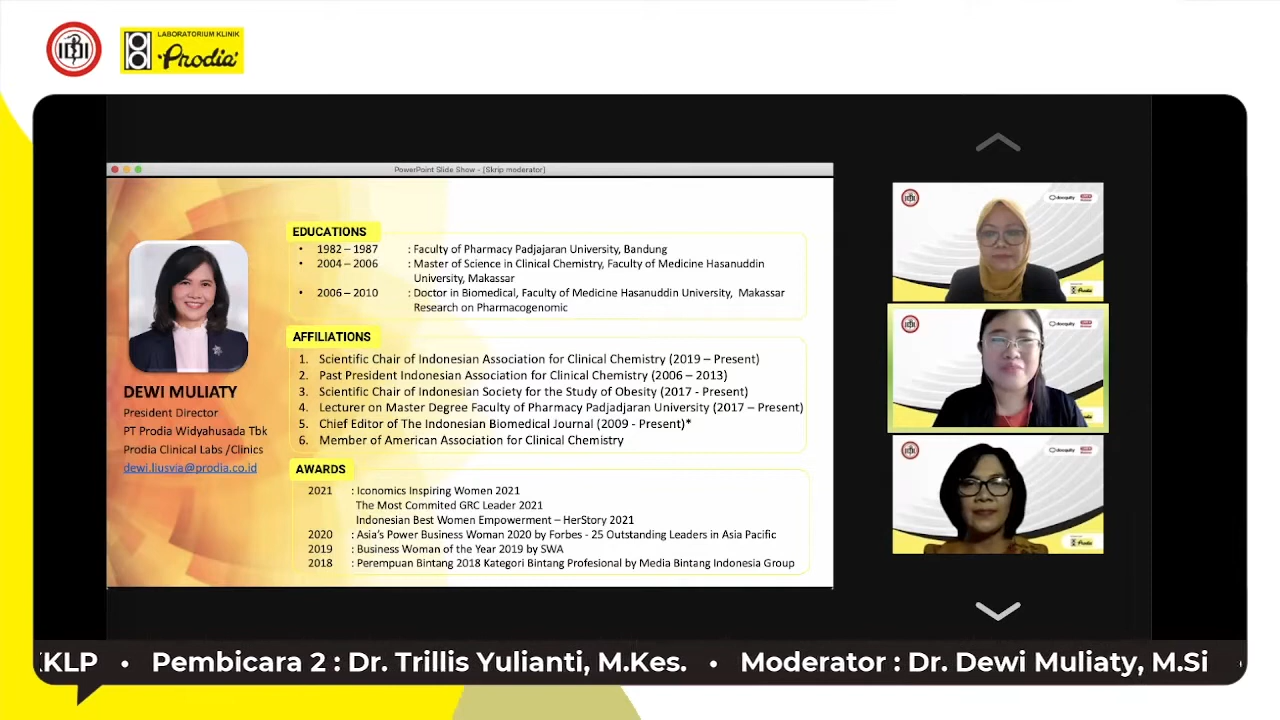 IDI
LABORATORIUM KLINIK
Prodia
PowerPoint Slide Show - [Skrip moderator]
DEWI MULIATY
President Director
PT Prodia Widyahusada Tbk
Prodia Clinical Labs /Clinics
dewi.liusvia@prodia.co.id
EDUCATIONS
• 1982 – 1987 : Faculty of Pharmacy Padjajaran University, Bandung
• 2004 – 2006 : Master of Science in Clinical Chemistry, Faculty of Medicine Hasanuddin
University, Makassar
• 2006 – 2010 : Doctor in Biomedical, Faculty of Medicine Hasanuddin University, Makassar
Research on Pharmacogenomic
AFFILIATIONS
1. Scientific Chair of Indonesian Association for Clinical Chemistry (2019 – Present)
2. Past President Indonesian Association for Clinical Chemistry (2006 – 2013)
3. Scientific Chair of Indonesian Society for the Study of Obesity (2017 - Present)
4. Lecturer on Master Degree Faculty of Pharmacy Padjadjaran University (2017 – Present)
5. Chief Editor of The Indonesian Biomedical Journal (2009 - Present)*
6. Member of American Association for Clinical Chemistry
AWARDS
2021 : Iconomics Inspiring Women 2021
The Most Commited GRC Leader 2021
Indonesian Best Women Empowerment – HerStory 2021
2020 : Asia's Power Business Woman 2020 by Forbes - 25 Outstanding Leaders in Asia Pacific
2019 : Business Woman of the Year 2019 by SWA
2018 : Perempuan Bintang 2018 Kategori Bintang Profesional by Media Bintang Indonesia Group
docquity
Prodia
docquity
docquity
Prodia
KKLP • Pembicara 2 : Dr. Trillis Yulianti, M.Kes. • Moderator : Dr. Dewi Muliaty, M.Si